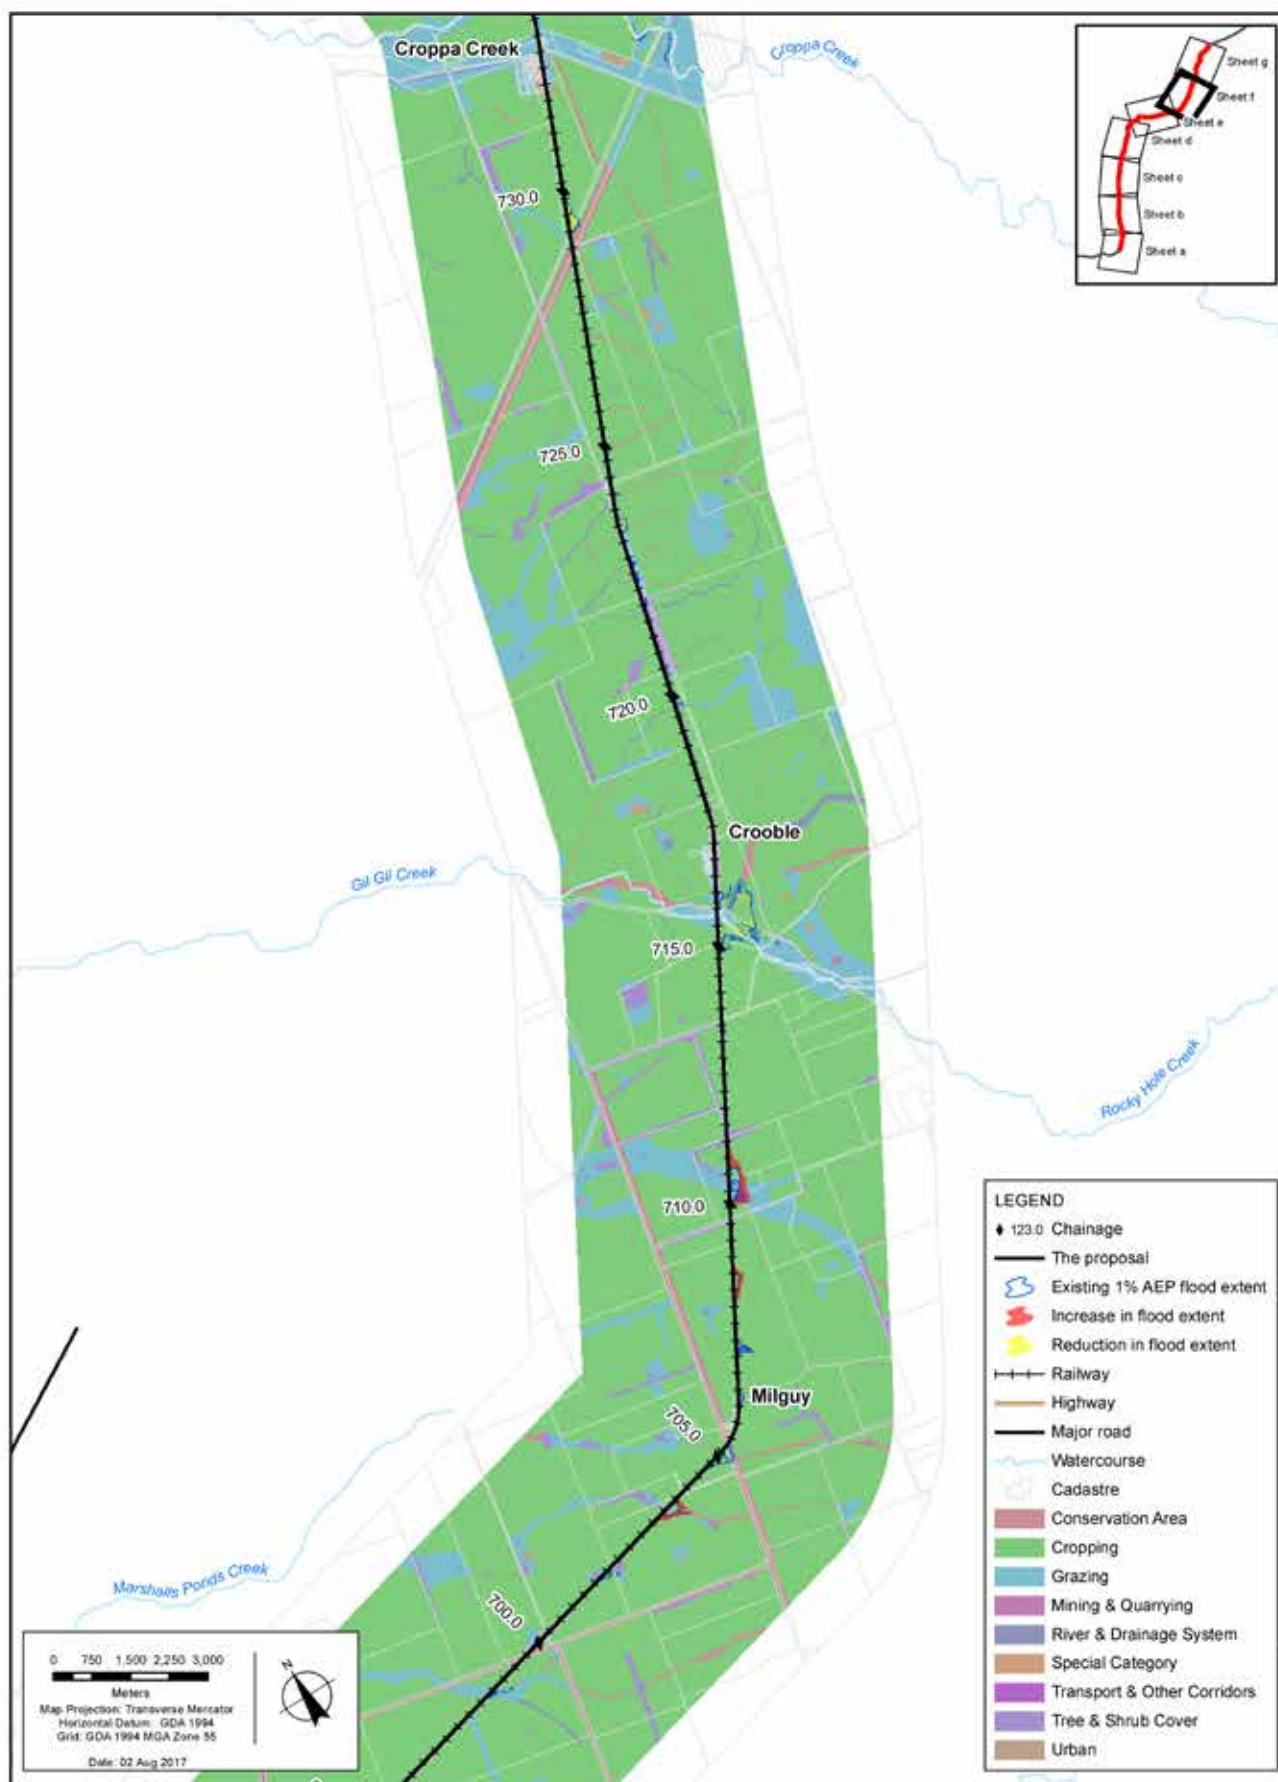 Croppa Creek
Croppa Creek
Sheet g
Sheet f
Sheet e
Sheet d
Sheet c
Sheet b
Sheet a
730.0
725.0
720.0
Crooble
Gil Gil Creek
715.0
Rocky Hole Creek
710.0
Milguy
705.0
Marshalls Ponds Creek
700.0
LEGEND
123.0 Chainage
The proposal
Existing 1% AEP flood extent
Increase in flood extent
Reduction in flood extent
Railway
Highway
Major road
Watercourse
Cadastre
Conservation Area
Cropping
Grazing
Mining & Quarrying
River & Drainage System
Special Category
Transport & Other Corridors
Tree & Shrub Cover
Urban
0 750 1,500 2,250 3,000
Meters
Map Projection: Transverse Mercator
Horizontal Datum: GDA 1994
Grid: GDA 1994 MGA Zone 55
Date: 02 Aug 2017
N